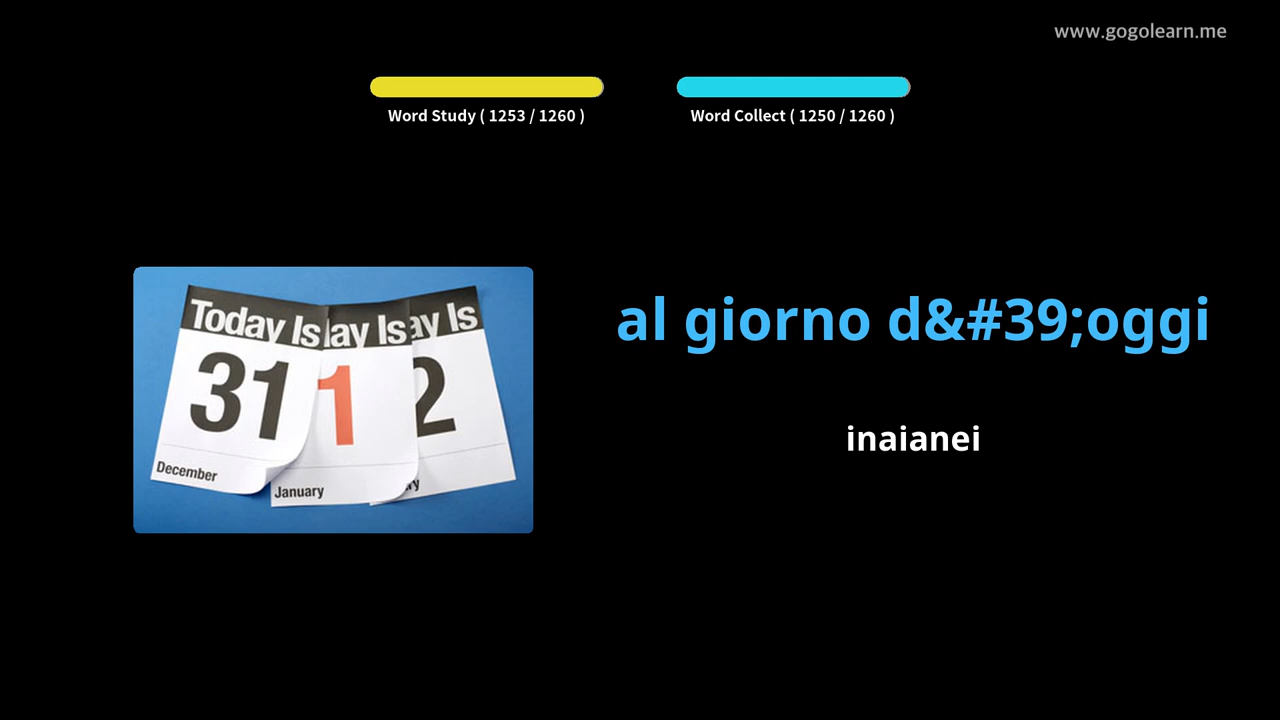 www.gogolearn.me
Word Study ( 1253 / 1260 )
Word Collect ( 1250 / 1260 )
al giorno d&#39;oggi
inaianei
Today Is
ay Is
ay Is
31
1
2
December
January
ry